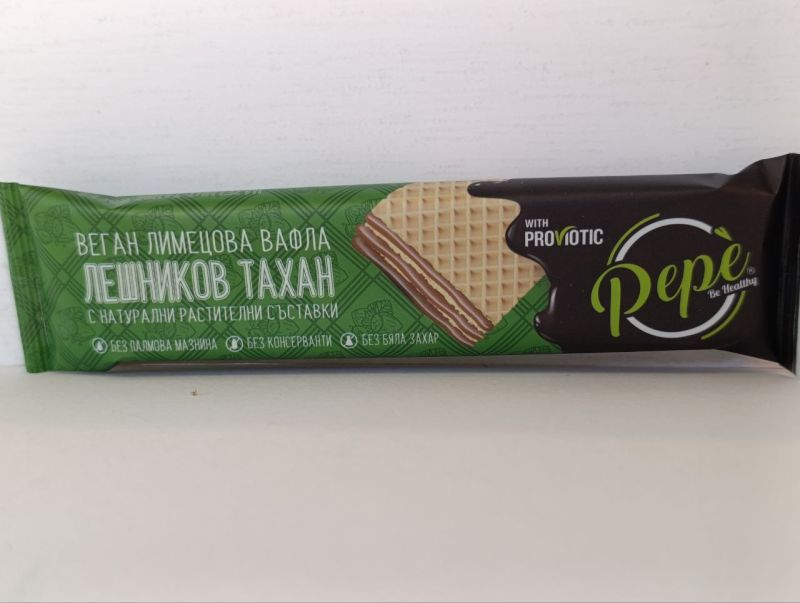 ВЕГАН ЛИМЕЦОВА ВАФЛА
ЛЕШНИКОВ ТАХАН
С НАТУРАЛНИ РАСТИТЕЛНИ СЪСТАВКИ
БЕЗ ПАЛМОВА МАЗНИНА
БЕЗ КОНСЕРВАНТИ
БЕЗ БЯЛА ЗАХАР
WITH
PROVIOTIC
Pepè®
Be Healthy